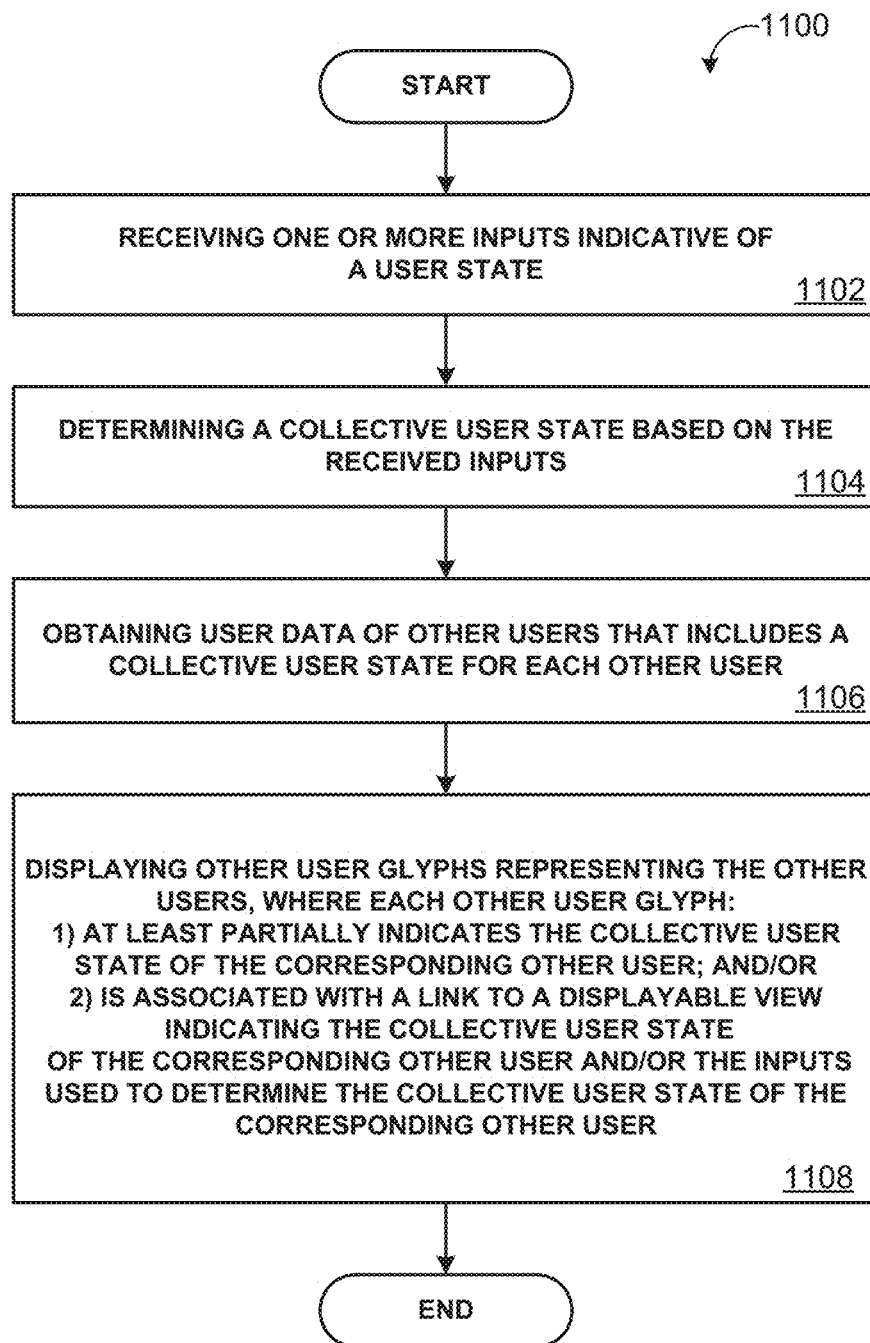 1100
START
RECEIVING ONE OR MORE INPUTS INDICATIVE OF
A USER STATE
1102
DETERMINING A COLLECTIVE USER STATE BASED ON THE
RECEIVED INPUTS
1104
OBTAINING USER DATA OF OTHER USERS THAT INCLUDES A
COLLECTIVE USER STATE FOR EACH OTHER USER
1106
DISPLAYING OTHER USER GLYPHS REPRESENTING THE OTHER
USERS, WHERE EACH OTHER USER GLYPH:
1) AT LEAST PARTIALLY INDICATES THE COLLECTIVE USER
STATE OF THE CORRESPONDING OTHER USER; AND/OR
2) IS ASSOCIATED WITH A LINK TO A DISPLAYABLE VIEW
INDICATING THE COLLECTIVE USER STATE
OF THE CORRESPONDING OTHER USER AND/OR THE INPUTS
USED TO DETERMINE THE COLLECTIVE USER STATE OF THE
CORRESPONDING OTHER USER
1108
END